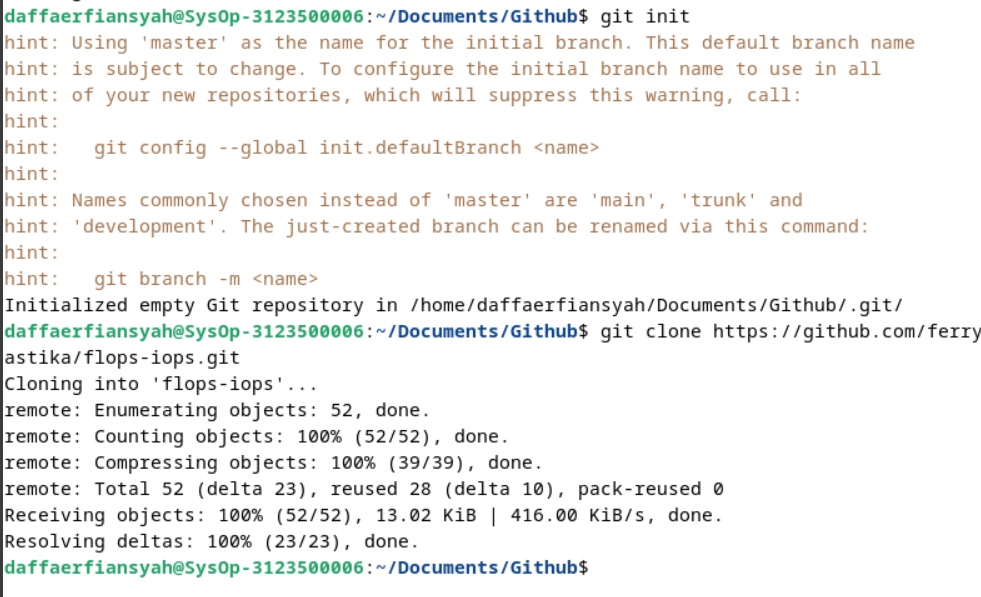 daffaerfiansyah@SysOp-3123500006:~/Documents/Github$ git init
hint: Using 'master' as the name for the initial branch. This default branch name
hint: is subject to change. To configure the initial branch name to use in all
hint: of your new repositories, which will suppress this warning, call:
hint:
hint:   git config --global init.defaultBranch <name>
hint:
hint: Names commonly chosen instead of 'master' are 'main', 'trunk' and
hint: 'development'. The just-created branch can be renamed via this command:
hint:
hint:   git branch -m <name>
Initialized empty Git repository in /home/daffaerfiansyah/Documents/Github/.git/
daffaerfiansyah@SysOp-3123500006:~/Documents/Github$ git clone https://github.com/ferry
astika/flops-iops.git
Cloning into 'flops-iops'...
remote: Enumerating objects: 52, done.
remote: Counting objects: 100% (52/52), done.
remote: Compressing objects: 100% (39/39), done.
remote: Total 52 (delta 23), reused 28 (delta 10), pack-reused 0
Receiving objects: 100% (52/52), 13.02 KiB | 416.00 KiB/s, done.
Resolving deltas: 100% (23/23), done.
daffaerfiansyah@SysOp-3123500006:~/Documents/Github$